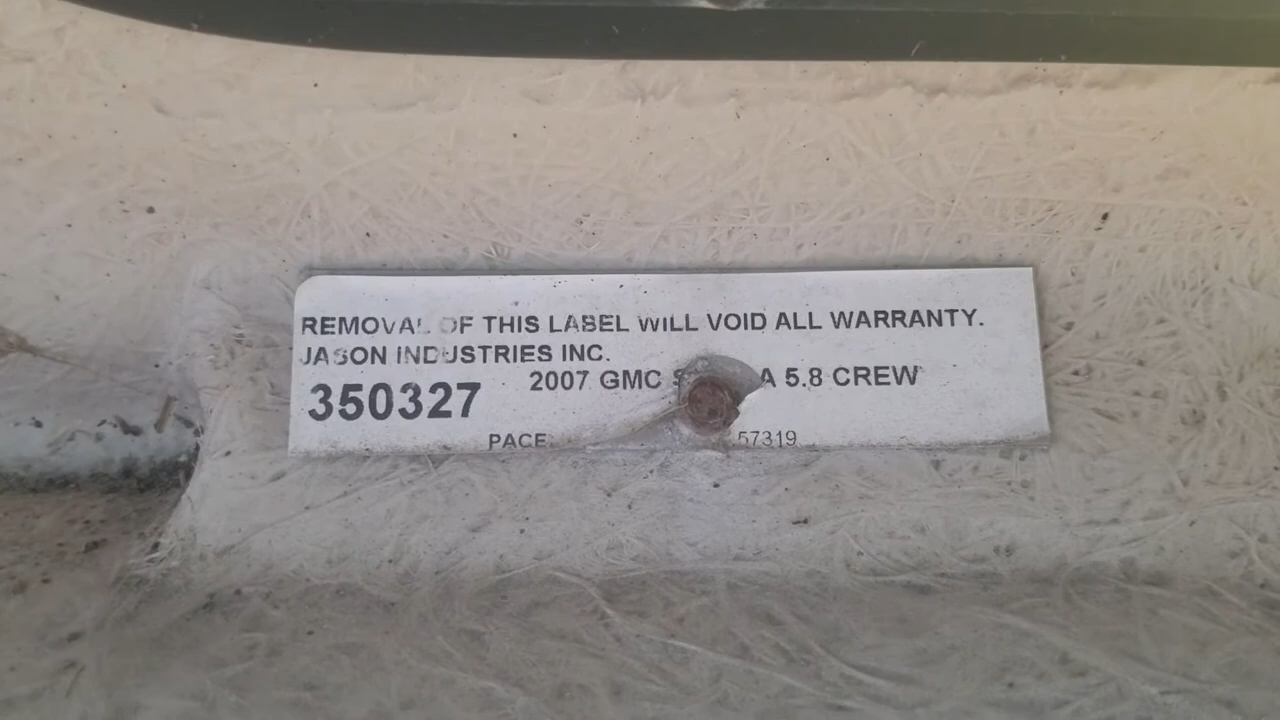 REMOVAL OF THIS LABEL WILL VOID ALL WARRANTY.
JASON INDUSTRIES INC.
350327 2007 GMC 5.8 CREW
PACE 57319